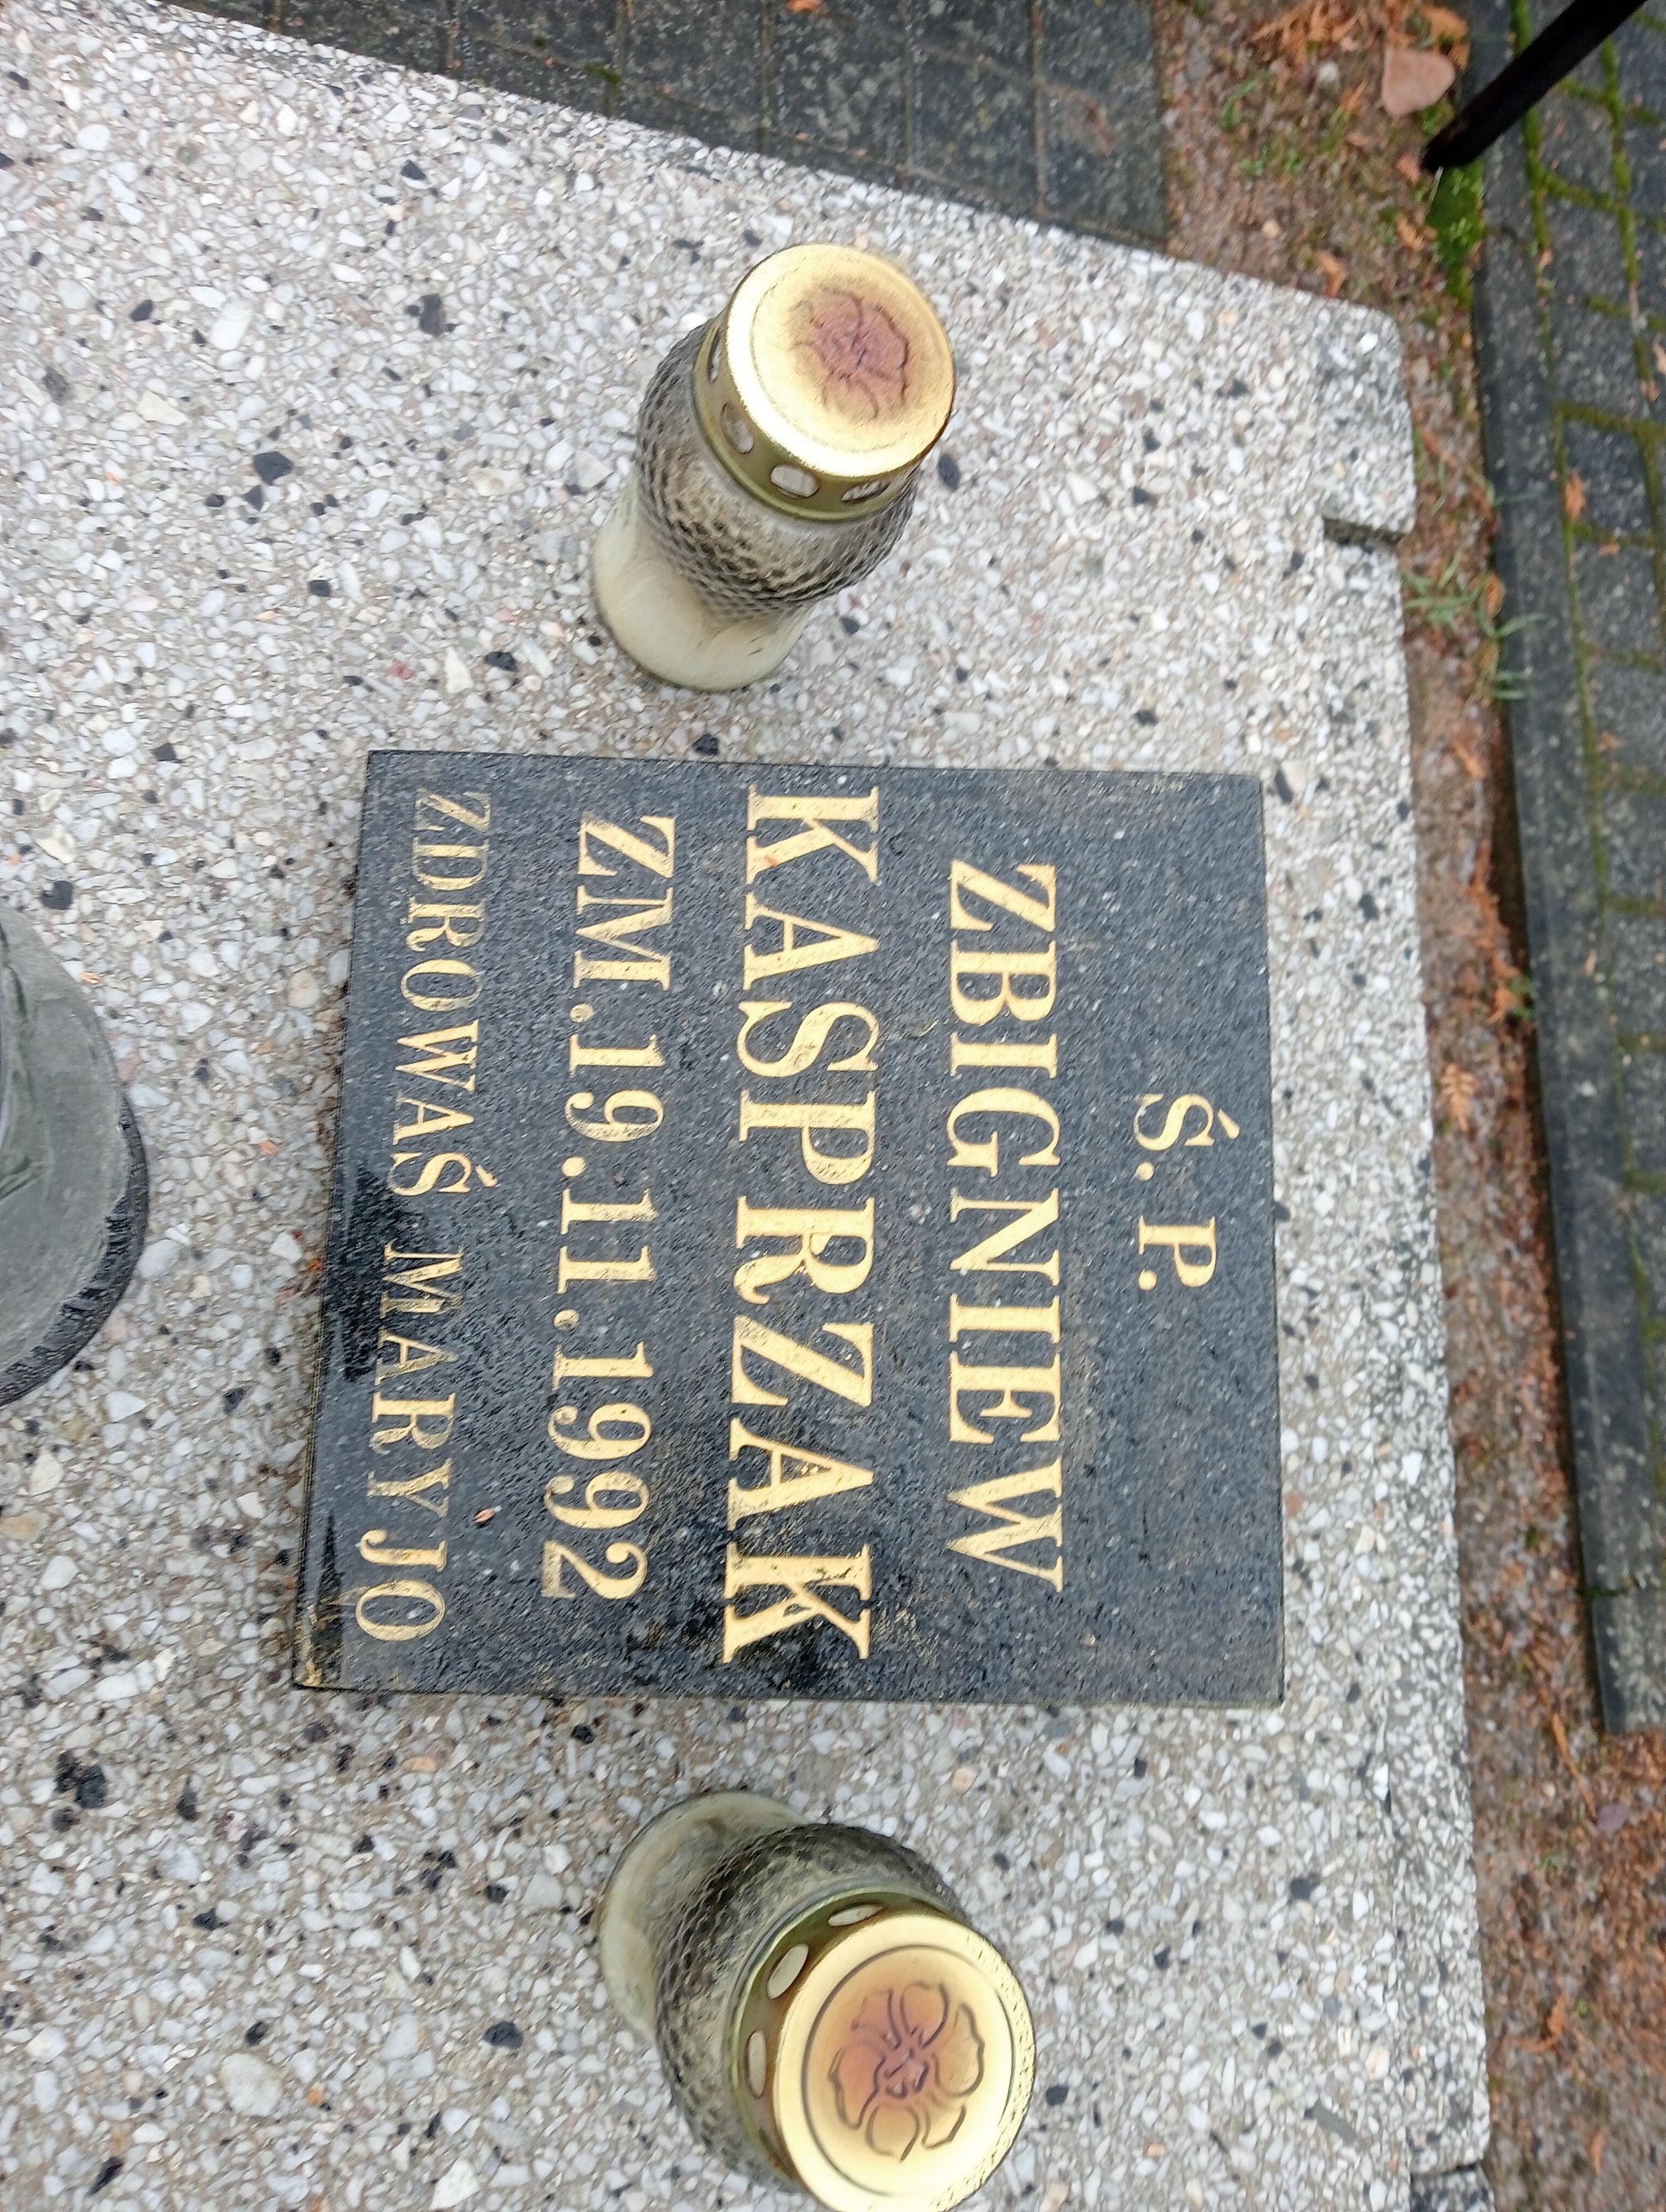 Ś. P.
ZBIGNIEW
KASPRZAK
ZM.19.11.1992
ZDROWAŚ MARYJO